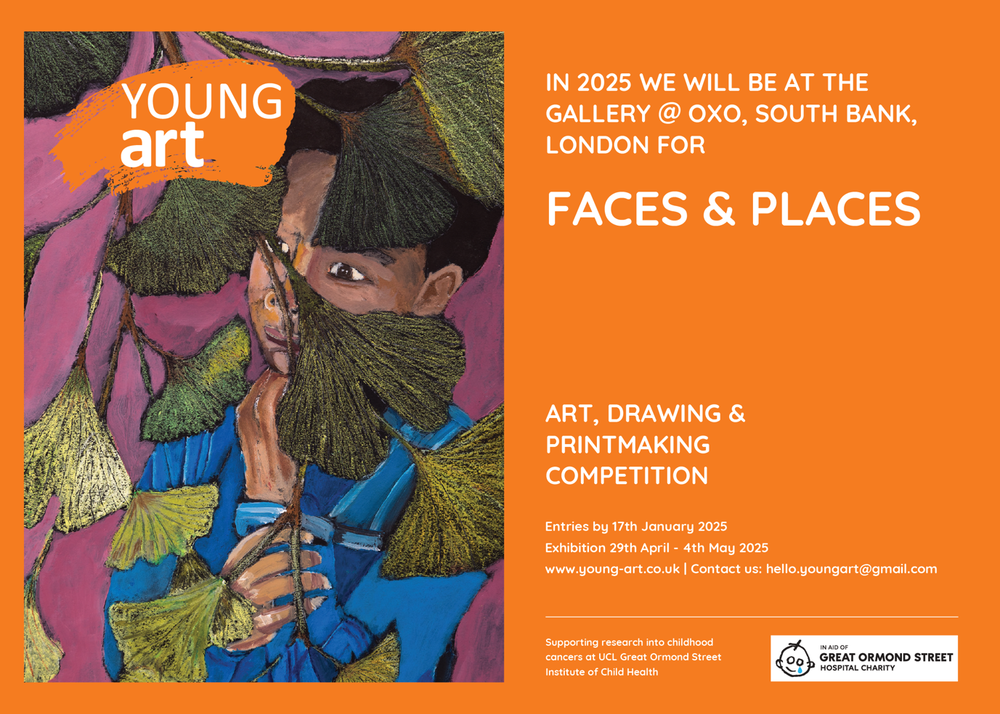 YOUNG
art
IN 2025 WE WILL BE AT THE
GALLERY @ OXO, SOUTH BANK,
LONDON FOR
FACES & PLACES
ART, DRAWING &
PRINTMAKING
COMPETITION
Entries by 17th January 2025
Exhibition 29th April - 4th May 2025
www.young-art.co.uk | Contact us: hello.youngart@gmail.com
Supporting research into childhood
cancers at UCL Great Ormond Street
Institute of Child Health
IN AID OF
GREAT ORMOND STREET
HOSPITAL CHARITY